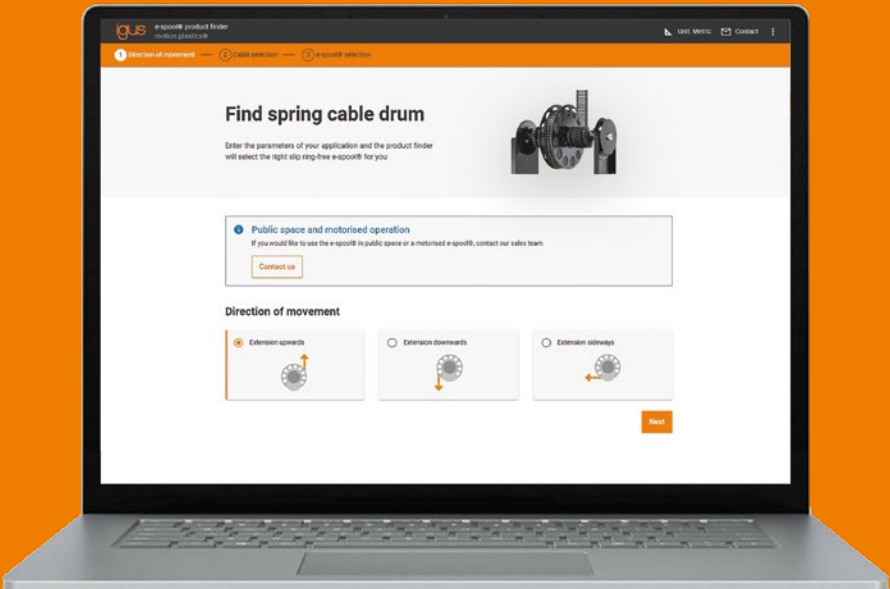 igus
e-spool® product finder
motion plastics®
Unit: Metric
Contact
1 Direction of movement
2 Cable selection
3 e-spool® selection
Find spring cable drum
Enter the parameters of your application and the product finder
will select the right slip ring-free e-spool® for you
Public space and motorised operation
If you would like to use the e-spool® in public space or a motorised e-spool®, contact our sales team
Contact us
Direction of movement
Extension upwards
Extension downwards
Extension sideways
Next